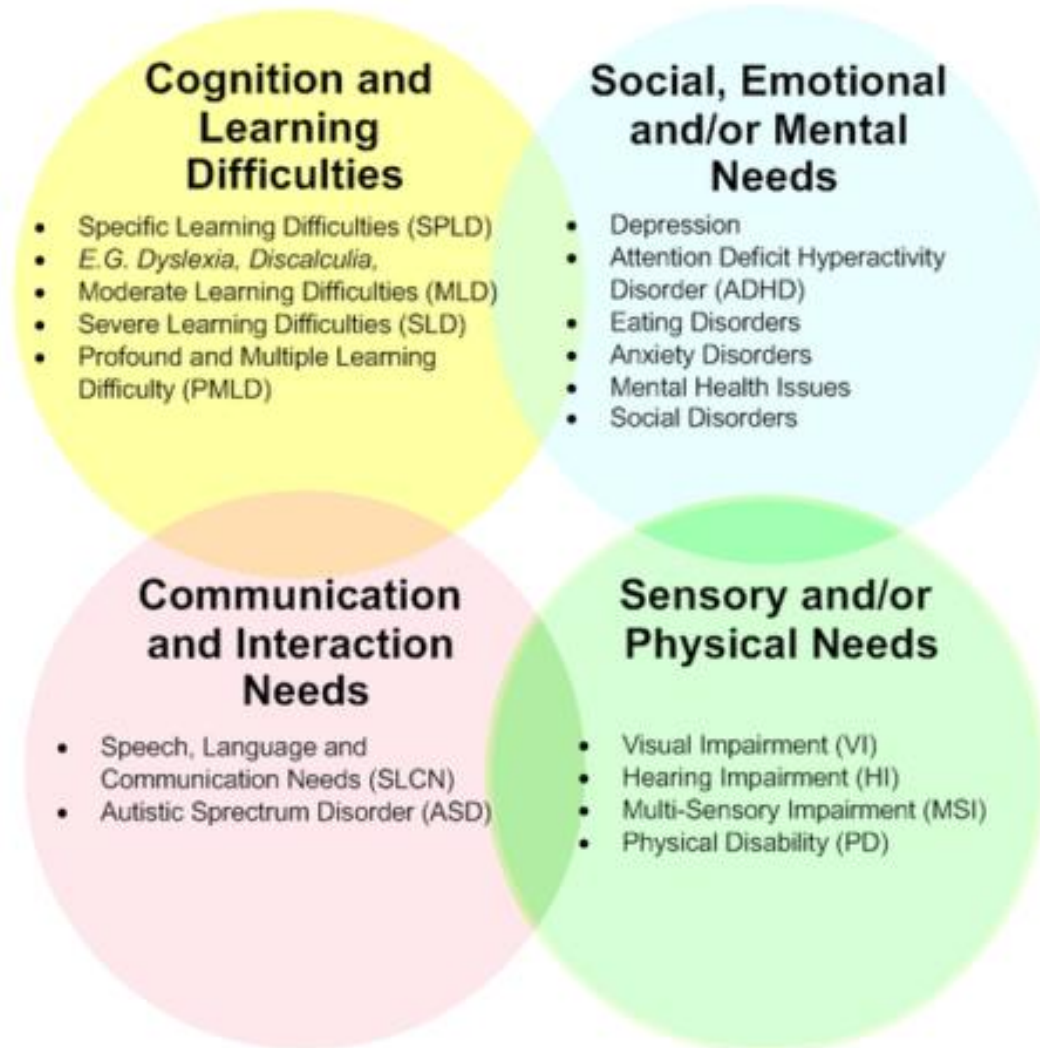 Cognition and
Learning
Difficulties
• Specific Learning Difficulties (SPLD)
• E.G. Dyslexia, Discalculia,
• Moderate Learning Difficulties (MLD)
• Severe Learning Difficulties (SLD)
• Profound and Multiple Learning
Difficulty (PMLD)
Social, Emotional
and/or Mental
Needs
• Depression
• Attention Deficit Hyperactivity
Disorder (ADHD)
• Eating Disorders
• Anxiety Disorders
• Mental Health Issues
• Social Disorders
Communication
and Interaction
Needs
• Speech, Language and
Communication Needs (SLCN)
• Autistic Sprectrum Disorder (ASD)
Sensory and/or
Physical Needs
• Visual Impairment (VI)
• Hearing Impairment (HI)
• Multi-Sensory Impairment (MSI)
• Physical Disability (PD)